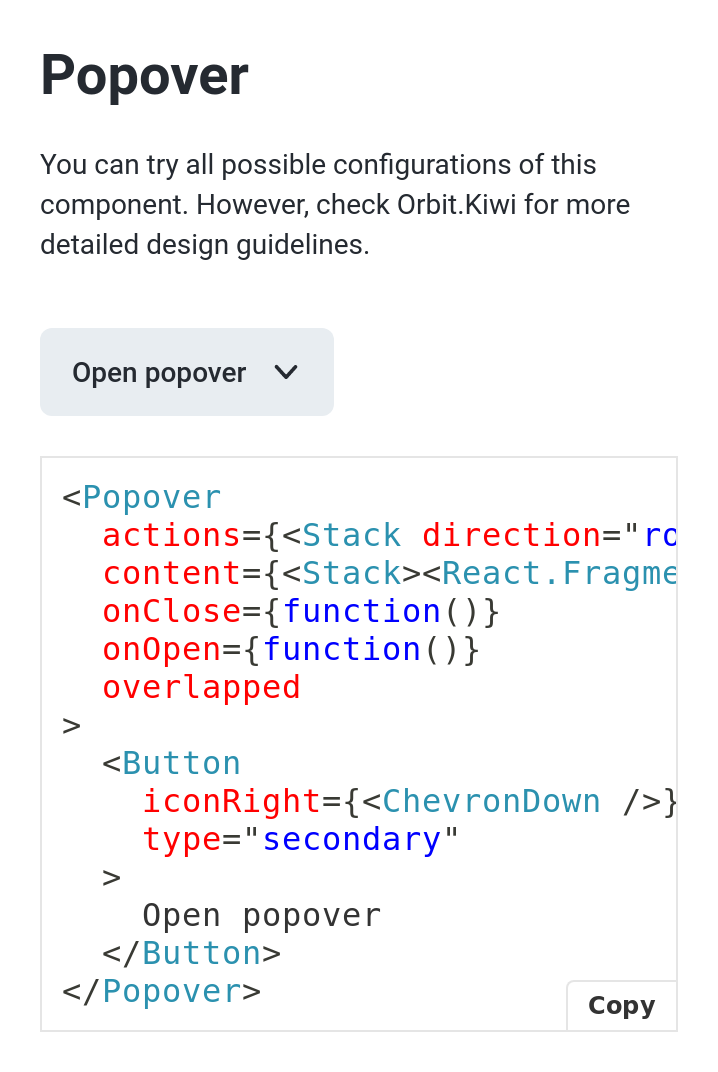 Popover
You can try all possible configurations of this
component. However, check Orbit.Kiwi for more
detailed design guidelines.
Open popover
<Popover
  actions={<Stack direction="ro
  content={<Stack><React.Fragme
  onClose={function()}
  onOpen={function()}
  overlapped
>
  <Button
    iconRight={<ChevronDown />}
    type="secondary"
  >
    Open popover
  </Button>
</Popover>
Copy